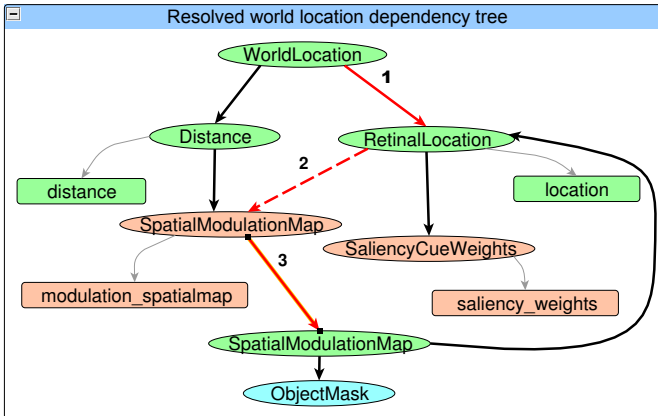 Resolved world location dependency tree
WorldLocation
1
Distance
RetinalLocation
2
distance
location
SpatialModulationMap
SaliencyCueWeights
3
modulation_spatialmap
saliency_weights
SpatialModulationMap
ObjectMask